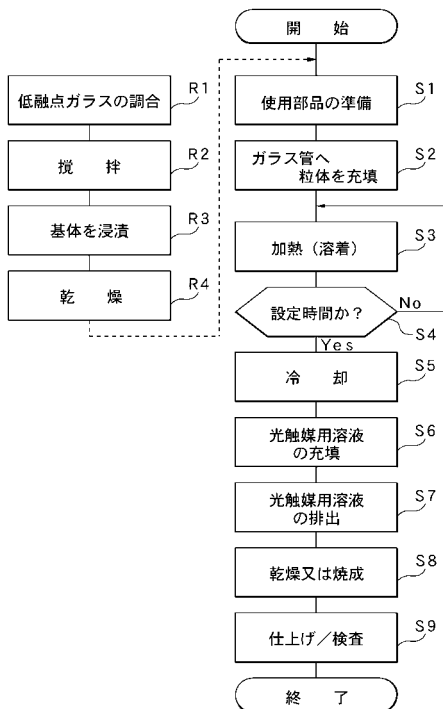 開 始
低融点ガラスの調合
R1
撹 拌
R2
基体を浸漬
R3
乾 燥
R4
使用部品の準備
S1
ガラス管へ
粒体を充填
S2
加熱(溶着)
S3
設定時間か?
No
S4
Yes
冷 却
S5
光触媒用溶液
の充填
S6
光触媒用溶液
の排出
S7
乾燥又は焼成
S8
仕上げ/検査
S9
終 了